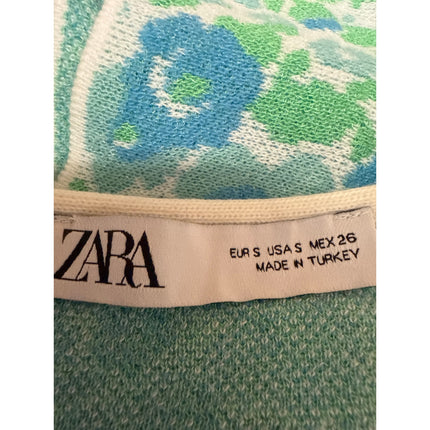 ZARA
EUR S USA S MEX 26
MADE IN TURKEY